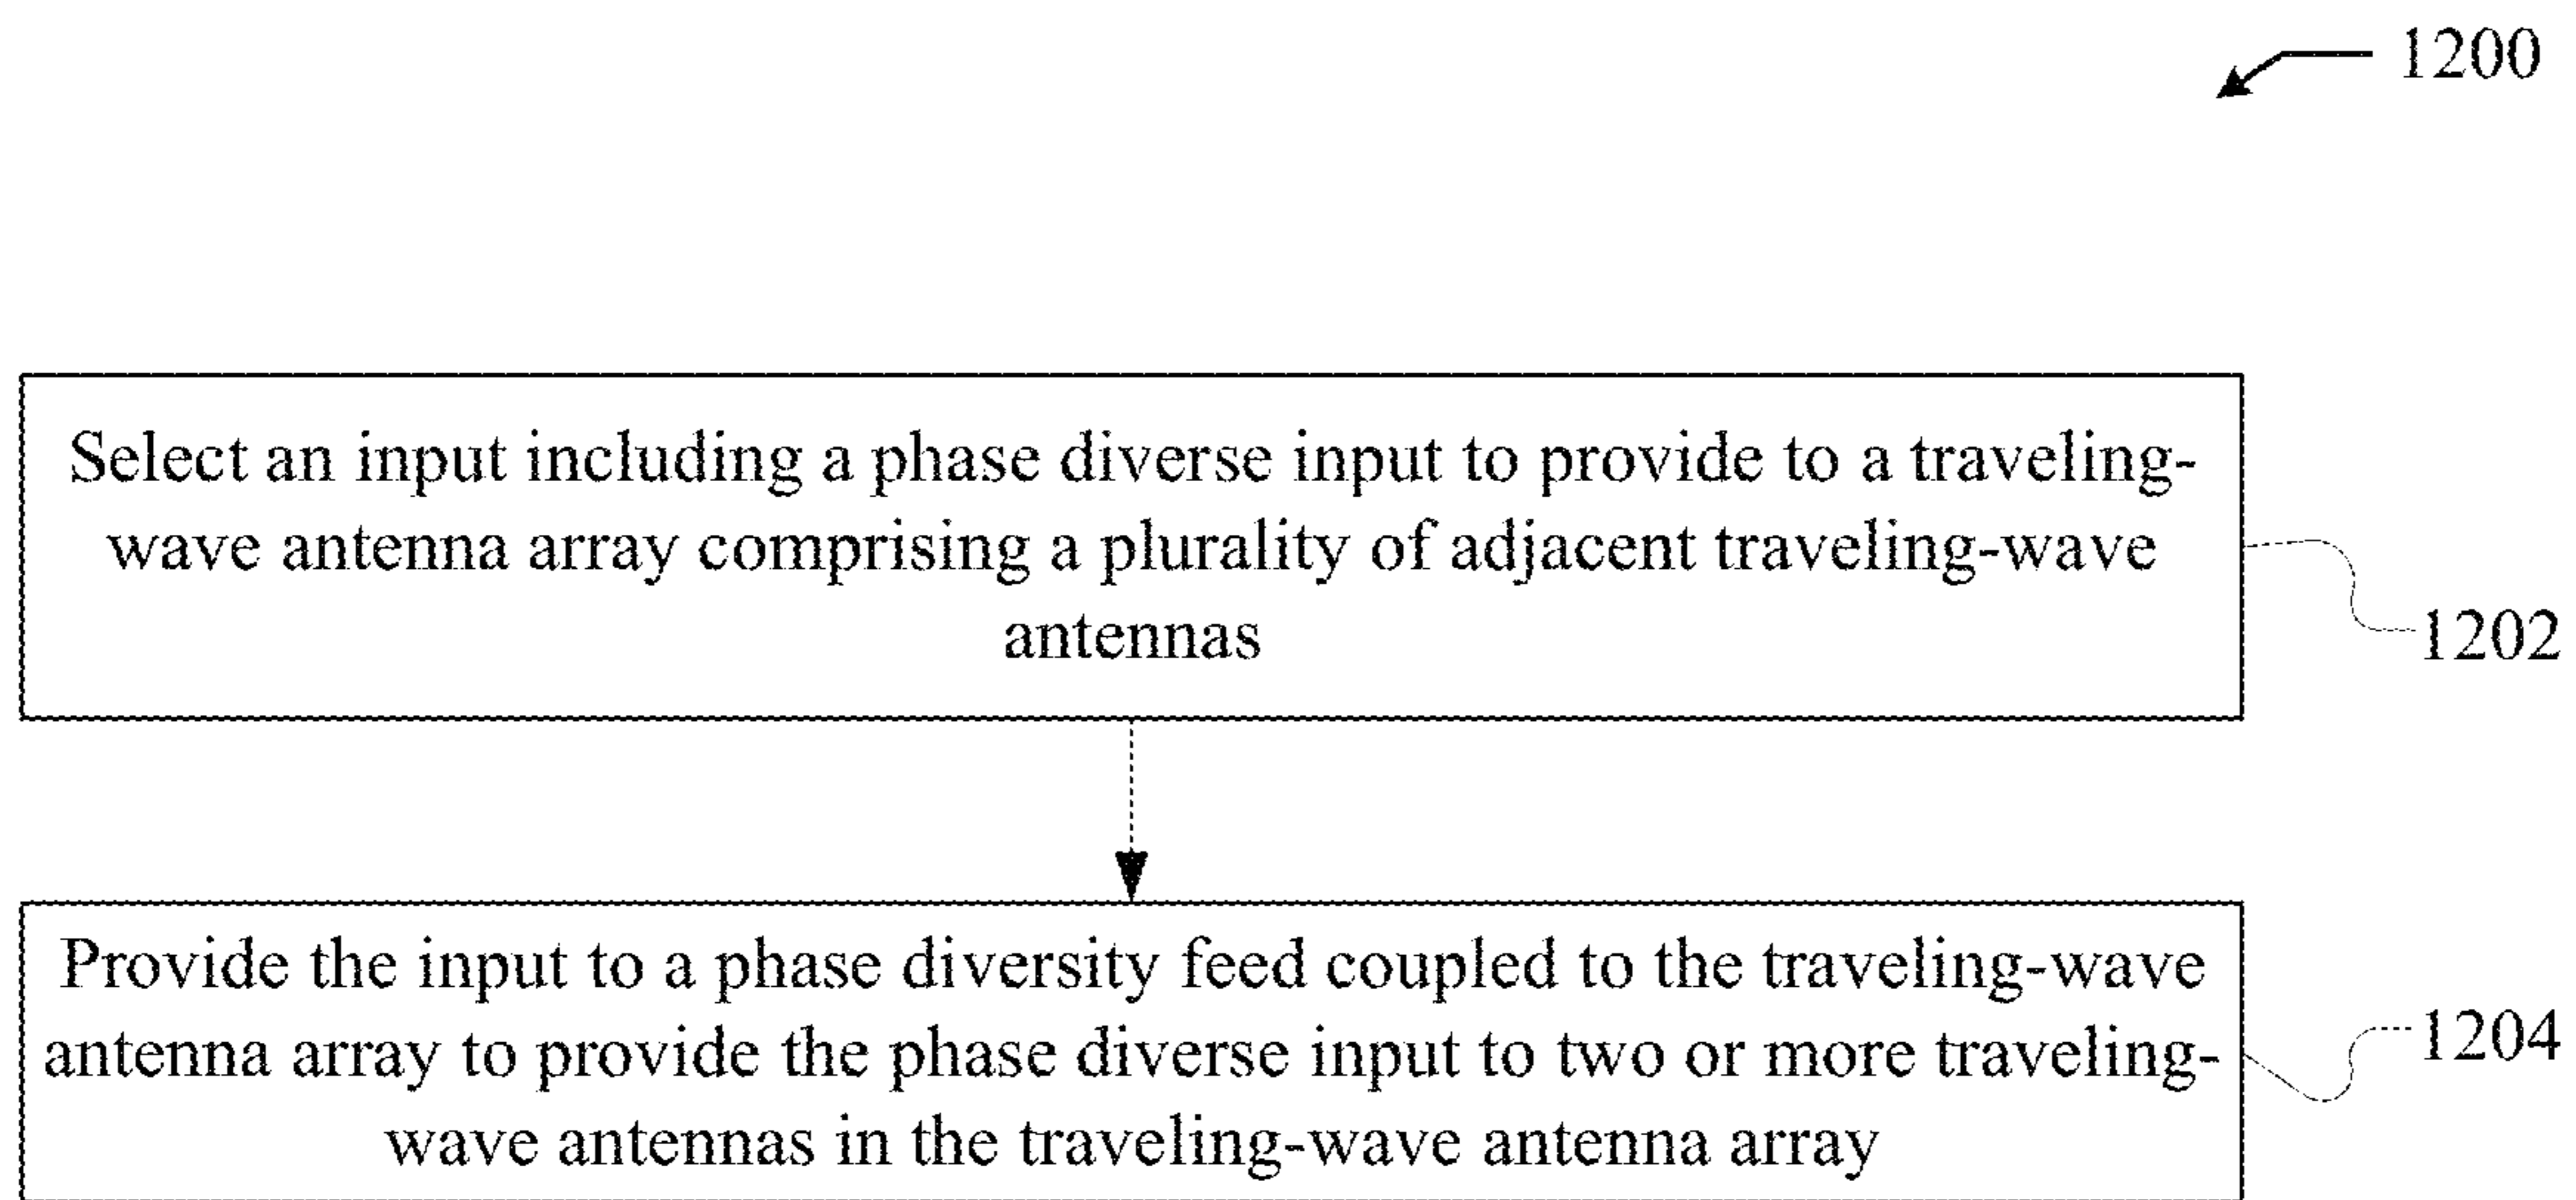 1200
Select an input including a phase diverse input to provide to a traveling-
wave antenna array comprising a plurality of adjacent traveling-wave
antennas
1202
Provide the input to a phase diversity feed coupled to the traveling-wave
antenna array to provide the phase diverse input to two or more traveling-
wave antennas in the traveling-wave antenna array
1204